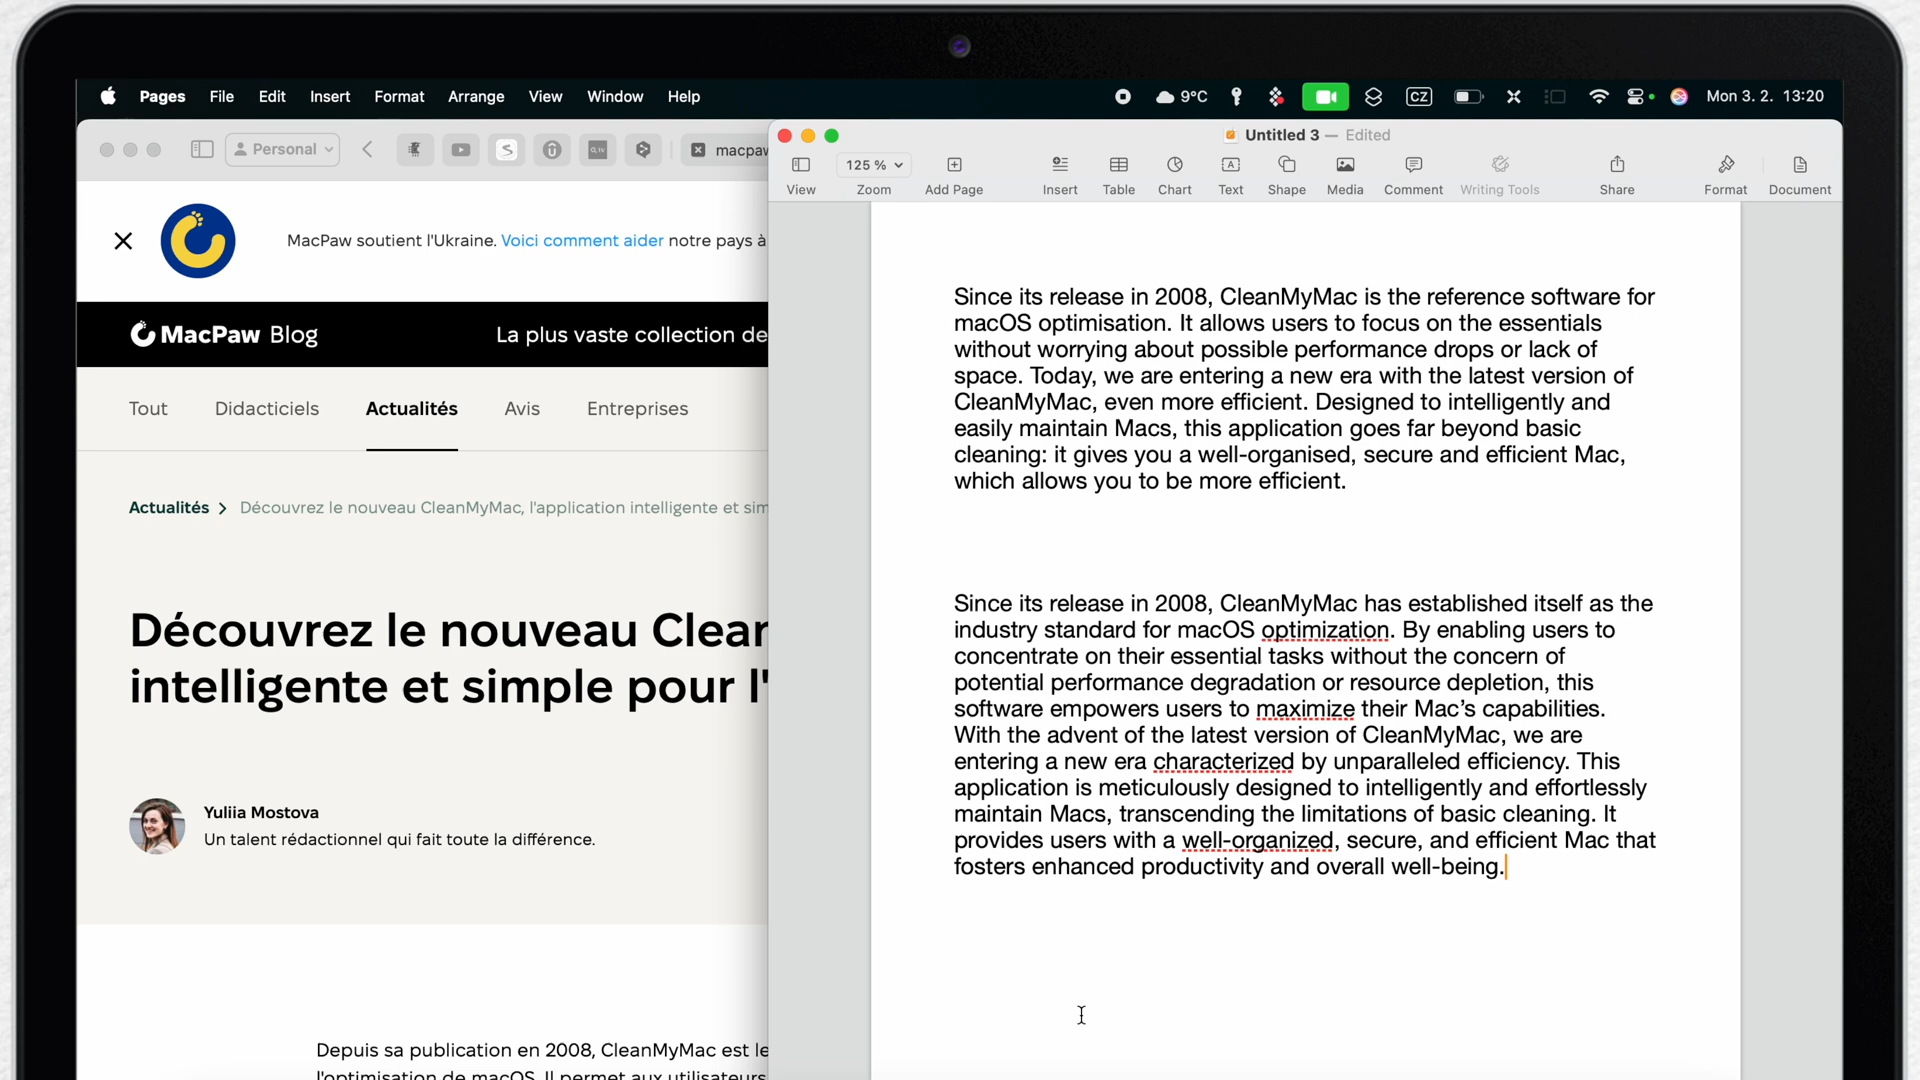 Pages File Edit Insert Format Arrange View Window Help
9°C CZ Mon 3. 2. 13:20
Personal
macpaw
MacPaw soutient l'Ukraine. Voici comment aider notre pays à
MacPaw Blog
La plus vaste collection de
Tout Didacticiels Actualités Avis Entreprises
Actualités > Découvrez le nouveau CleanMyMac, l'application intelligente et sim
Découvrez le nouveau Clear
intelligente et simple pour l'
Yuliia Mostova
Un talent rédactionnel qui fait toute la différence.
Depuis sa publication en 2008, CleanMyMac est le
l'optimisation de macOS. Il permet aux utilisateurs
Untitled 3 — Edited
125 %
View Zoom Add Page Insert Table Chart Text Shape Media Comment Writing Tools Share Format Document
Since its release in 2008, CleanMyMac is the reference software for
macOS optimisation. It allows users to focus on the essentials
without worrying about possible performance drops or lack of
space. Today, we are entering a new era with the latest version of
CleanMyMac, even more efficient. Designed to intelligently and
easily maintain Macs, this application goes far beyond basic
cleaning: it gives you a well-organised, secure and efficient Mac,
which allows you to be more efficient.
Since its release in 2008, CleanMyMac has established itself as the
industry standard for macOS optimization. By enabling users to
concentrate on their essential tasks without the concern of
potential performance degradation or resource depletion, this
software empowers users to maximize their Mac’s capabilities.
With the advent of the latest version of CleanMyMac, we are
entering a new era characterized by unparalleled efficiency. This
application is meticulously designed to intelligently and effortlessly
maintain Macs, transcending the limitations of basic cleaning. It
provides users with a well-organized, secure, and efficient Mac that
fosters enhanced productivity and overall well-being.